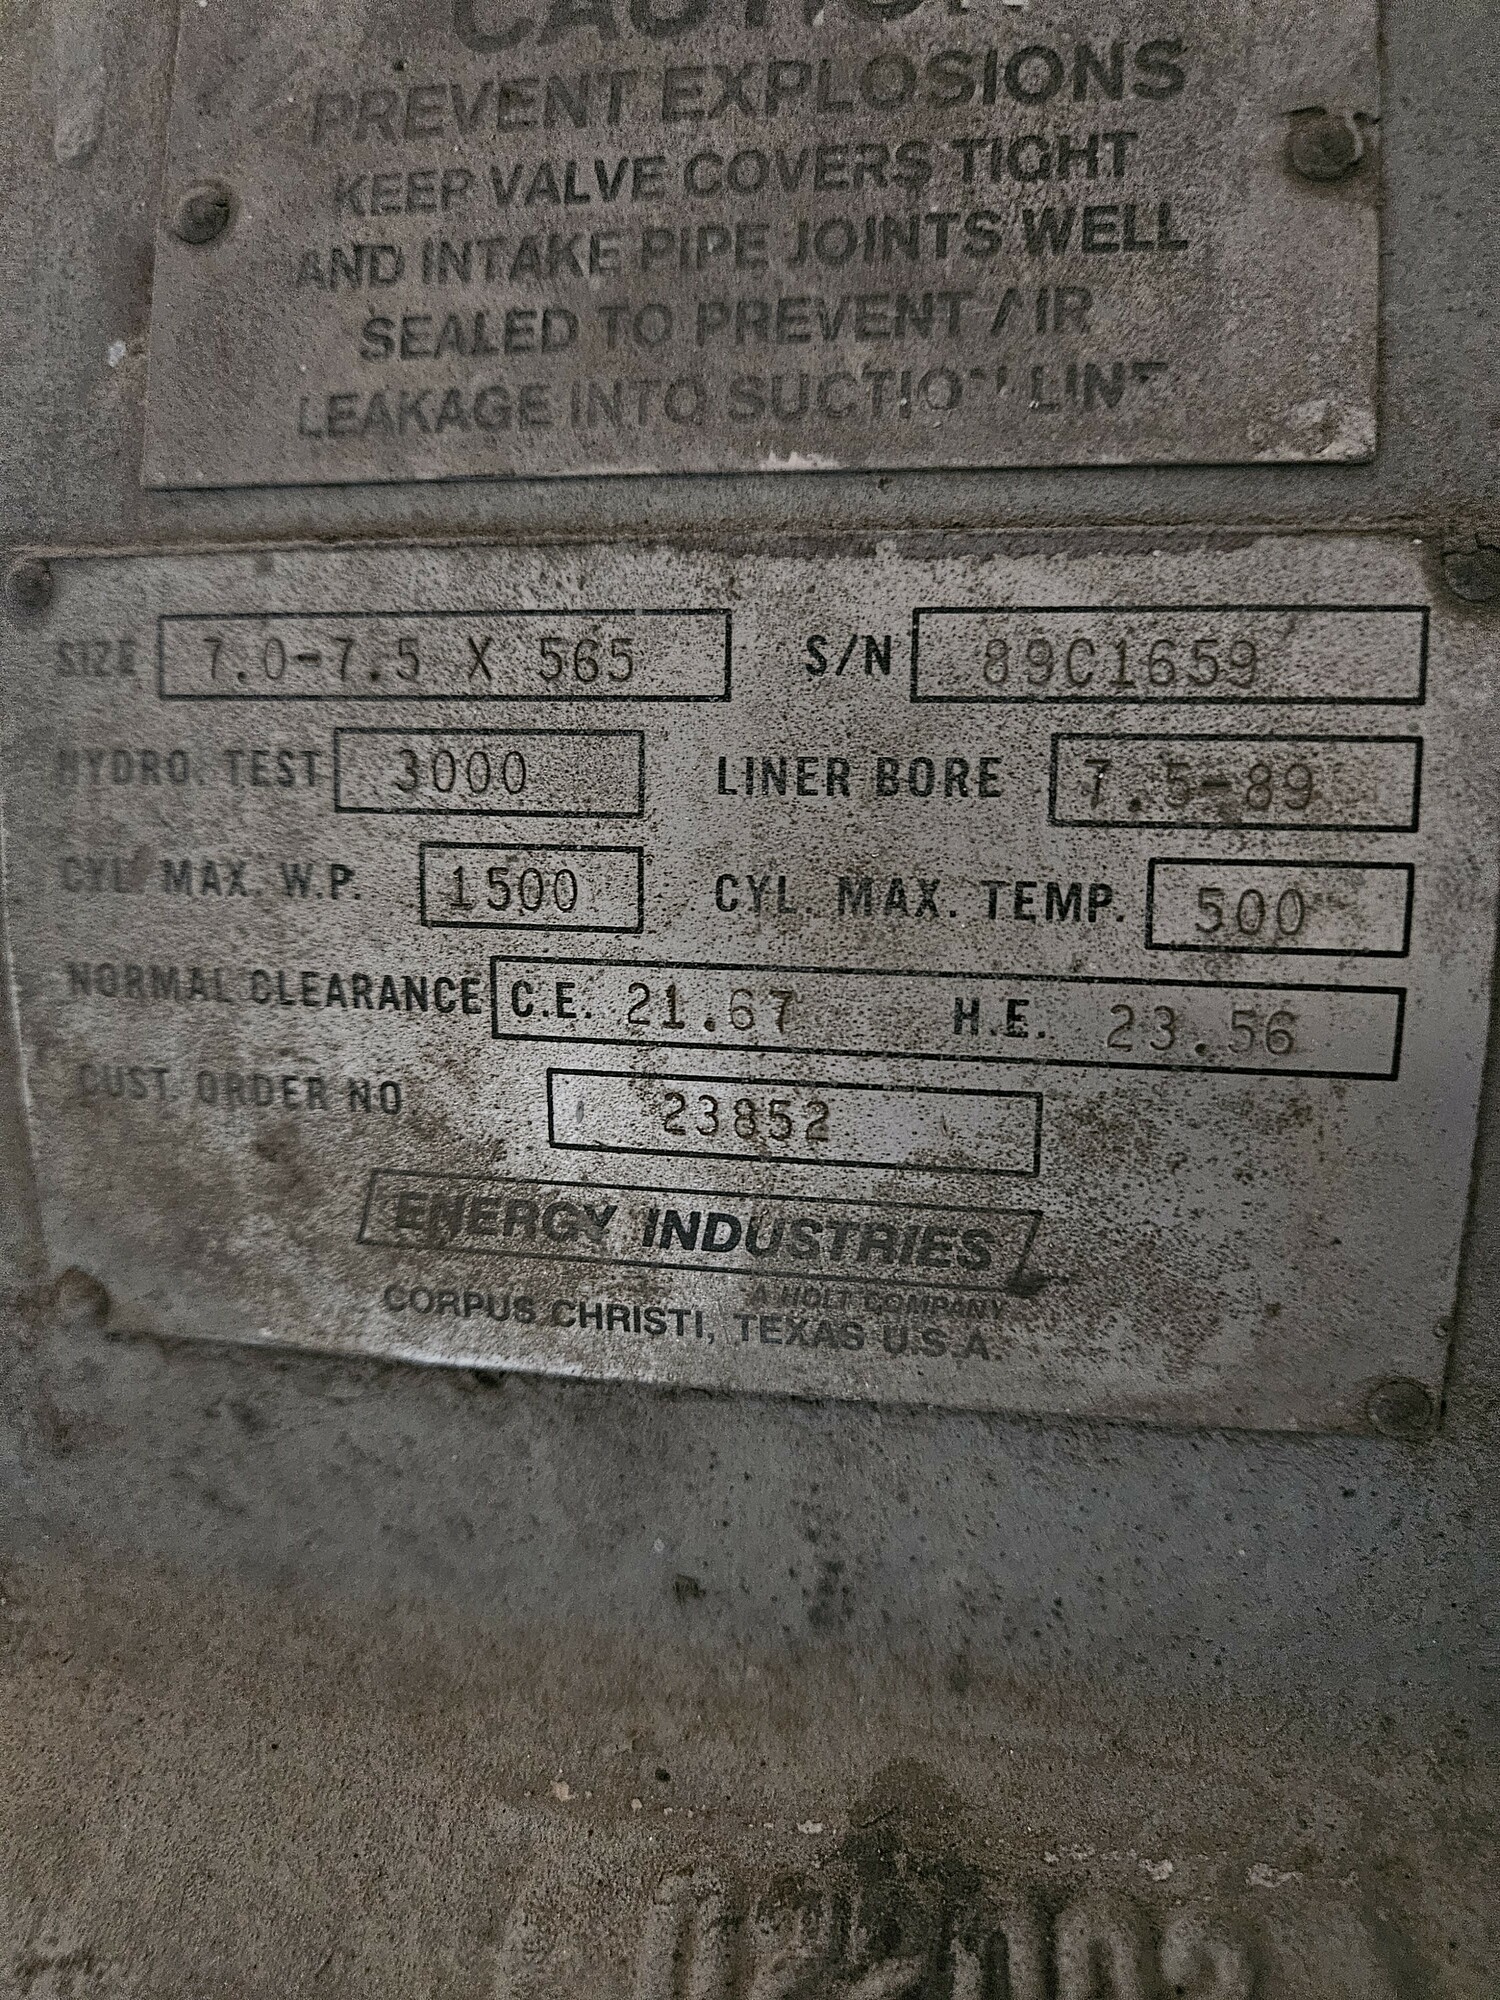 CAUTION
PREVENT EXPLOSIONS
KEEP VALVE COVERS TIGHT
AND INTAKE PIPE JOINTS WELL
SEALED TO PREVENT AIR
LEAKAGE INTO SUCTION LINE
SIZE 7.0-7.5 X 565 S/N 89C1659
HYDRO. TEST 3000 LINER BORE 7.5-89
CYL. MAX. W.P. 1500 CYL. MAX. TEMP. 500
NORMAL CLEARANCE C.E. 21.67 H.E. 23.56
CUST. ORDER NO. 23852
ENERGY INDUSTRIES
A HOLT COMPANY
CORPUS CHRISTI, TEXAS U.S.A.